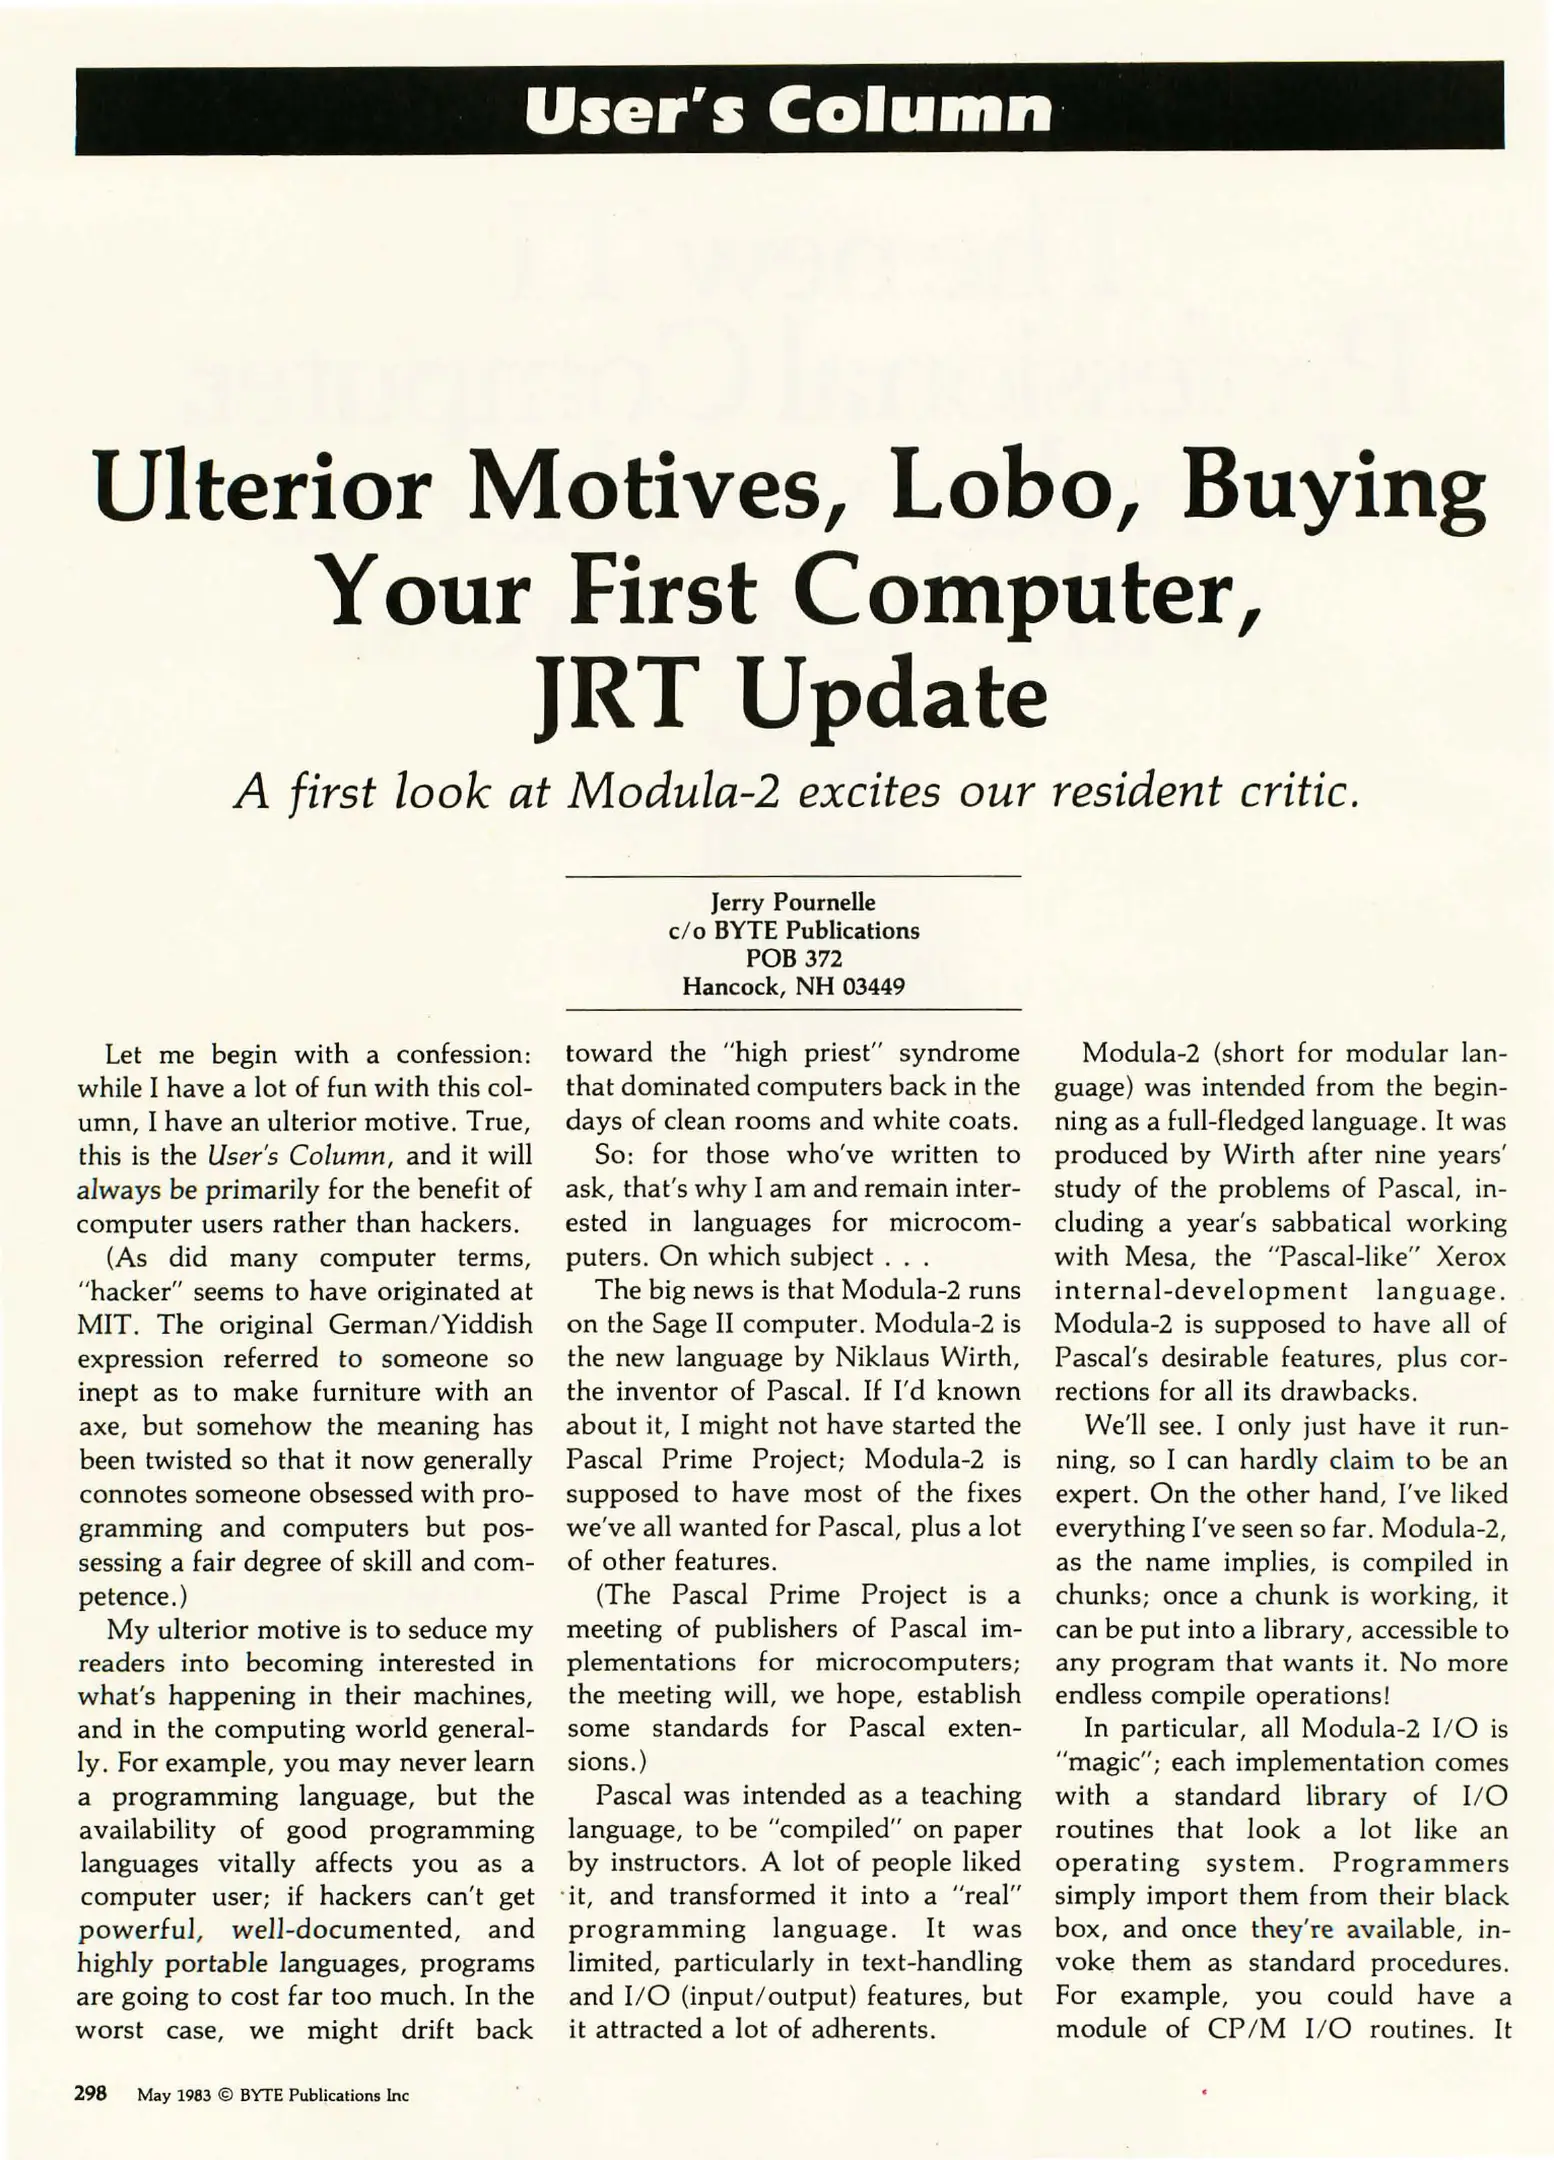 User's Column
Ulterior Motives, Lobo, Buying
Your First Computer,
JRT Update
A first look at Modula-2 excites our resident critic.
Jerry Pournelle
c/o BYTE Publications
POB 372
Hancock, NH 03449
Let me begin with a confession:
while I have a lot of fun with this col-
umn, I have an ulterior motive. True,
this is the User's Column, and it will
always be primarily for the benefit of
computer users rather than hackers.
(As did many computer terms,
"hacker" seems to have originated at
MIT. The original German/Yiddish
expression referred to someone so
inept as to make furniture with an
axe, but somehow the meaning has
been twisted so that it now generally
connotes someone obsessed with pro-
gramming and computers but pos-
sessing a fair degree of skill and com-
petence.)
My ulterior motive is to seduce my
readers into becoming interested in
what's happening in their machines,
and in the computing world general-
ly. For example, you may never learn
a programming language, but the
availability of good programming
languages vitally affects you as a
computer user; if hackers can't get
powerful, well-documented, and
highly portable languages, programs
are going to cost far too much. In the
worst case, we might drift back
toward the "high priest" syndrome
that dominated computers back in the
days of clean rooms and white coats.
So: for those who've written to
ask, that's why I am and remain inter-
ested in languages for microcom-
puters. On which subject . . .
The big news is that Modula-2 runs
on the Sage II computer. Modula-2 is
the new language by Niklaus Wirth,
the inventor of Pascal. If I'd known
about it, I might not have started the
Pascal Prime Project; Modula-2 is
supposed to have most of the fixes
we've all wanted for Pascal, plus a lot
of other features.
(The Pascal Prime Project is a
meeting of publishers of Pascal im-
plementations for microcomputers;
the meeting will, we hope, establish
some standards for Pascal exten-
sions.)
Pascal was intended as a teaching
language, to be "compiled" on paper
by instructors. A lot of people liked
it, and transformed it into a "real"
programming language. It was
limited, particularly in text-handling
and I/O (input/output) features, but
it attracted a lot of adherents.
Modula-2 (short for modular lan-
guage) was intended from the begin-
ning as a full-fledged language. It was
produced by Wirth after nine years'
study of the problems of Pascal, in-
cluding a year's sabbatical working
with Mesa, the "Pascal-like" Xerox
internal-development language.
Modula-2 is supposed to have all of
Pascal's desirable features, plus cor-
rections for all its drawbacks.
We'll see. I only just have it run-
ning, so I can hardly claim to be an
expert. On the other hand, I've liked
everything I've seen so far. Modula-2,
as the name implies, is compiled in
chunks; once a chunk is working, it
can be put into a library, accessible to
any program that wants it. No more
endless compile operations!
In particular, all Modula-2 I/O is
"magic"; each implementation comes
with a standard library of I/O
routines that look a lot like an
operating system. Programmers
simply import them from their black
box, and once they're available, in-
voke them as standard procedures.
For example, you could have a
module of CP/M I/O routines. It
298 May 1983 © BYTE Publications Inc